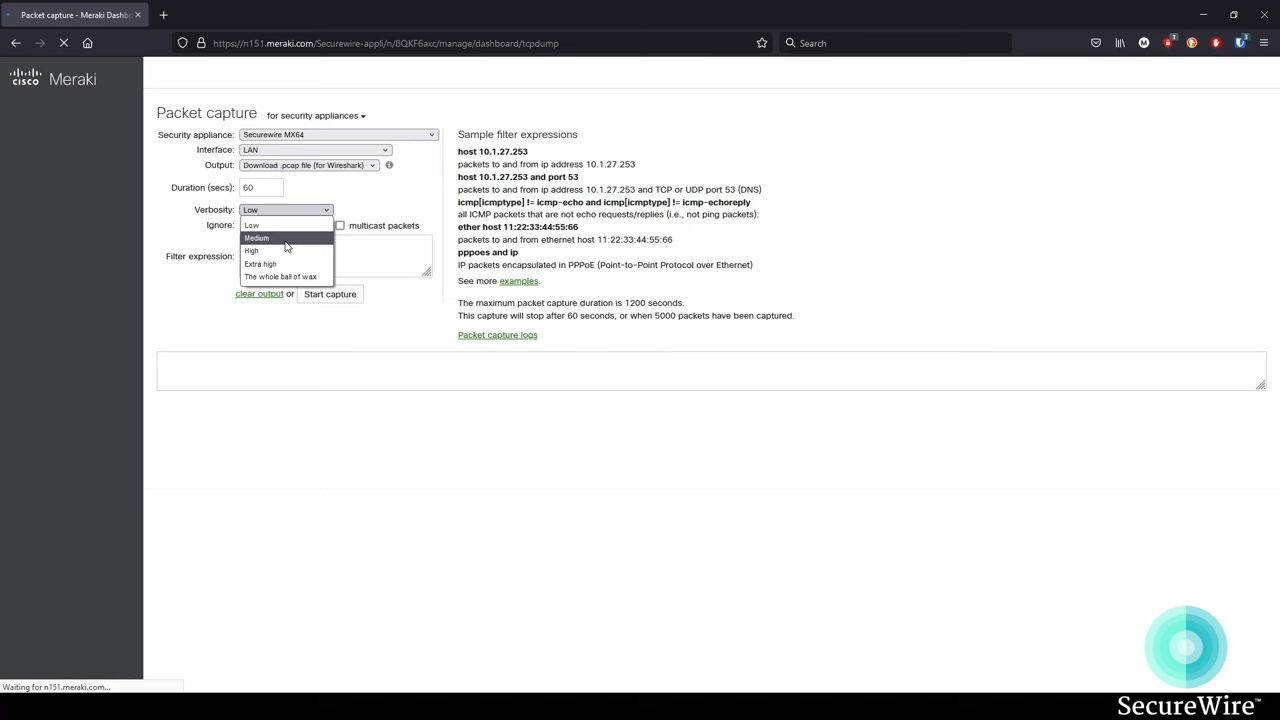 Packet capture - Meraki Dashb
https://n151.meraki.com/Securewire-appli/n/8QKF6axc/manage/dashboard/tcpdump
Search
1
3
CISCO Meraki
Packet capture for security appliances
Security appliance: Securewire MX64
Interface: LAN
Output: Download .pcap file (for Wireshark)
Duration (secs): 60
Verbosity: Low
Low
Ignore: multicast packets
Medium
High
Filter expression:
Extra high
The whole ball of wax
clear output or Start capture
Sample filter expressions
host 10.1.27.253
packets to and from ip address 10.1.27.253
host 10.1.27.253 and port 53
packets to and from ip address 10.1.27.253 and TCP or UDP port 53 (DNS)
icmp[icmptype] != icmp-echo and icmp[icmptype] != icmp-echoreply
all ICMP packets that are not echo requests/replies (i.e., not ping packets):
ether host 11:22:33:44:55:66
packets to and from ethernet host 11:22:33:44:55:66
pppoes and ip
IP packets encapsulated in PPPoE (Point-to-Point Protocol over Ethernet)
See more examples.
The maximum packet capture duration is 1200 seconds.
This capture will stop after 60 seconds, or when 5000 packets have been captured.
Packet capture logs
Waiting for n151.meraki.com...
SecureWire™